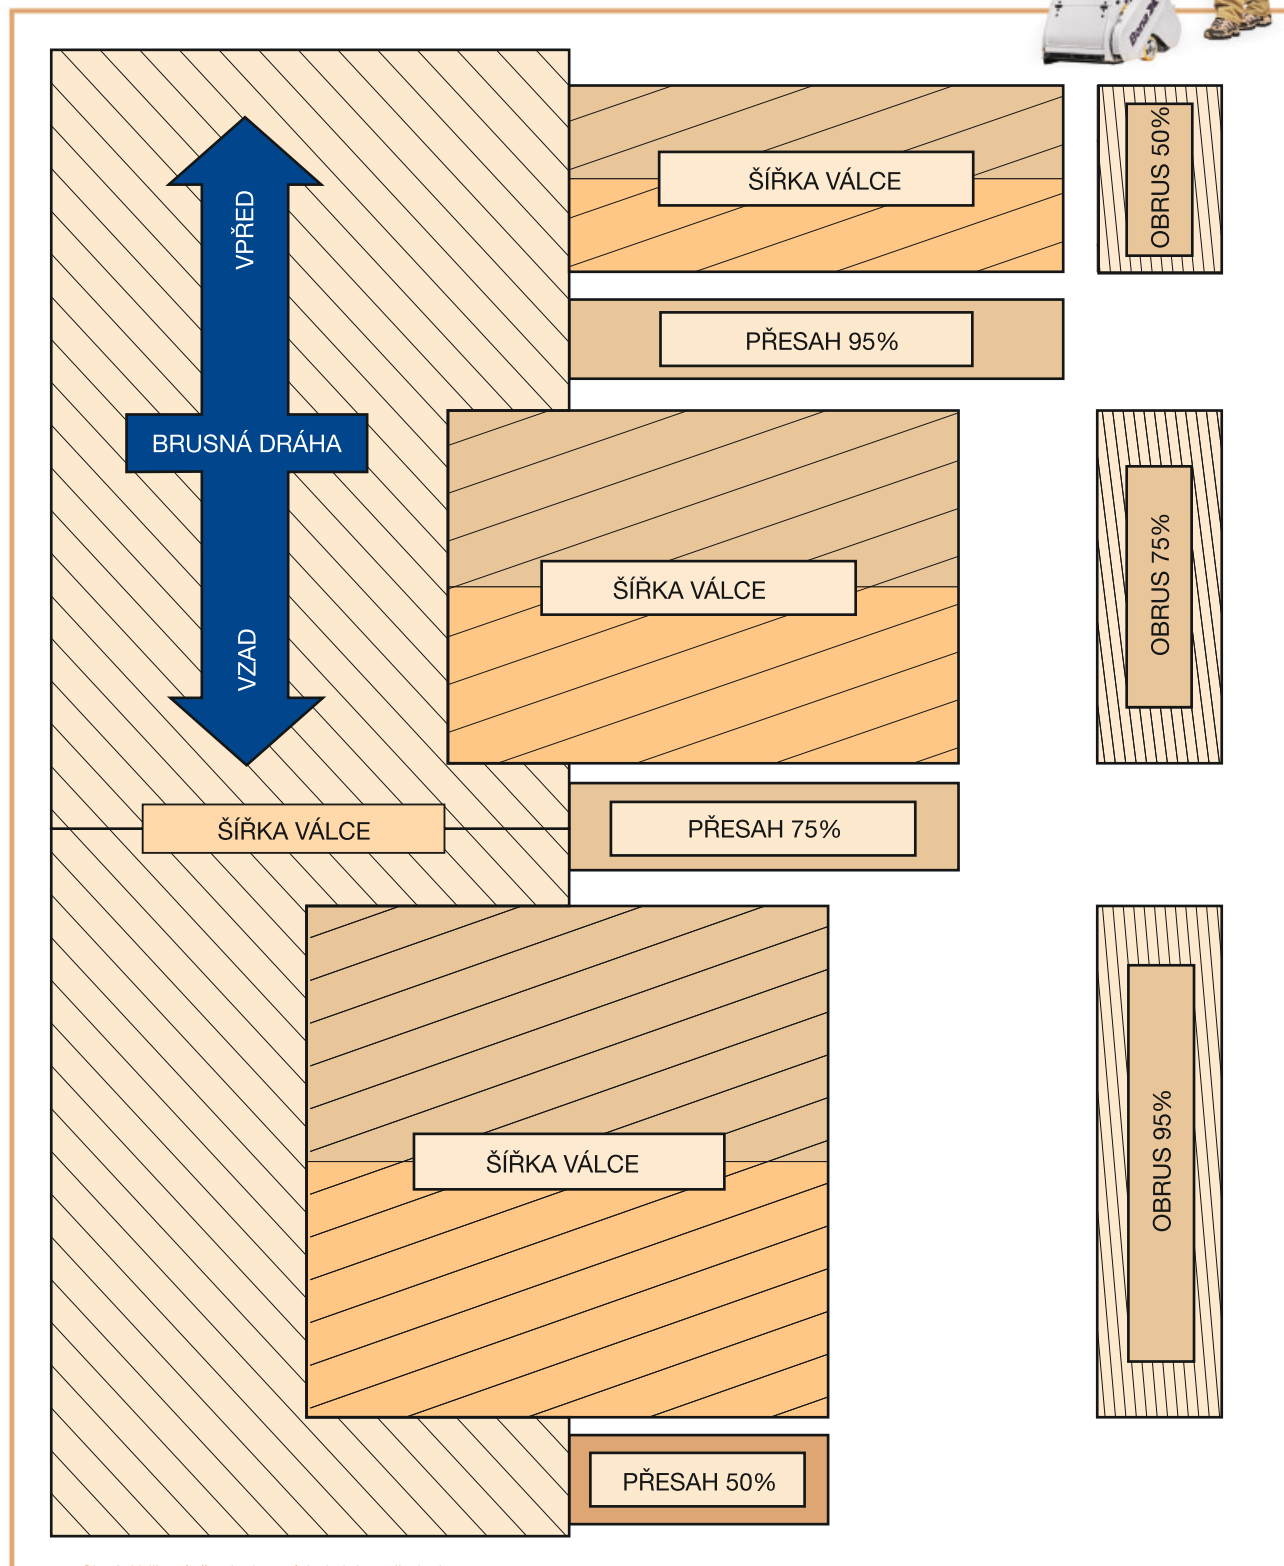 Bona
ŠÍŘKA VÁLCE
OBRUS 50%
VPŘED
PŘESAH 95%
BRUSNÁ DRÁHA
ŠÍŘKA VÁLCE
OBRUS 75%
VZAD
ŠÍŘKA VÁLCE
PŘESAH 75%
ŠÍŘKA VÁLCE
OBRUS 95%
PŘESAH 50%